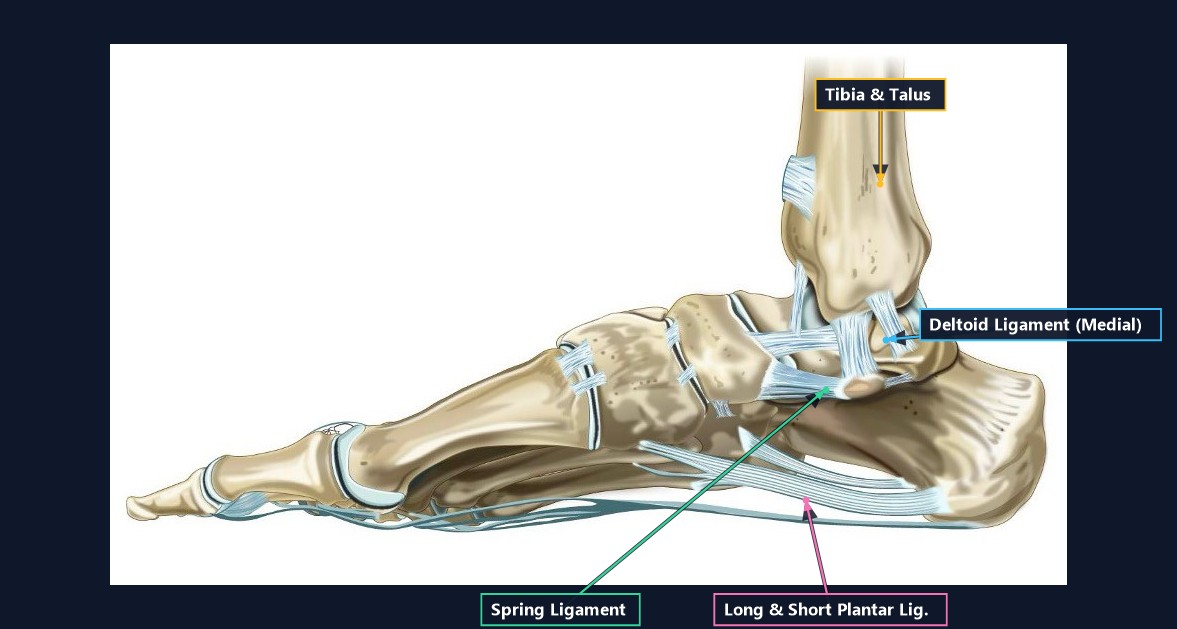 Tibia & Talus
Deltoid Ligament (Medial)
Spring Ligament
Long & Short Plantar Lig.